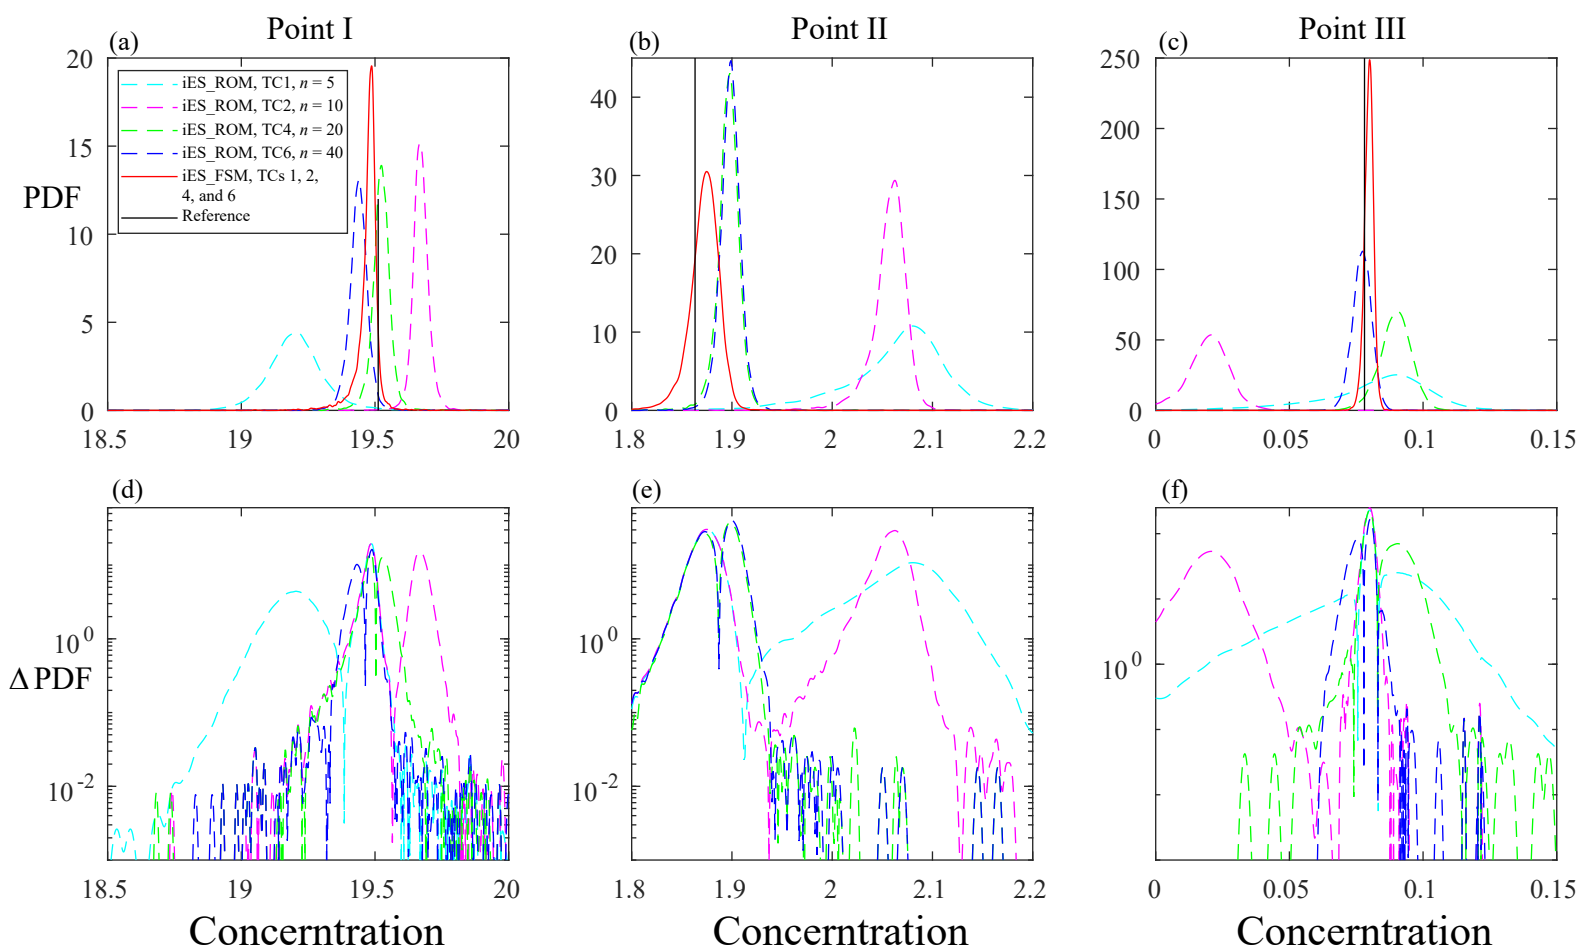 Point I
Point II
Point III
(a)
(b)
(c)
20
15
10
5
0
PDF
iES_ROM, TC1, n = 5
iES_ROM, TC2, n = 10
iES_ROM, TC4, n = 20
iES_ROM, TC6, n = 40
iES_FSM, TCs 1, 2,
4, and 6
Reference
18.5 19 19.5 20
40
30
20
10
0
1.8 1.9 2 2.1 2.2
250
200
150
100
50
0
0 0.05 0.1 0.15
(d)
(e)
(f)
10^0
10^-2
Δ PDF
18.5 19 19.5 20
Concerntration
10^0
10^-2
1.8 1.9 2 2.1 2.2
Concerntration
10^0
0 0.05 0.1 0.15
Concerntration